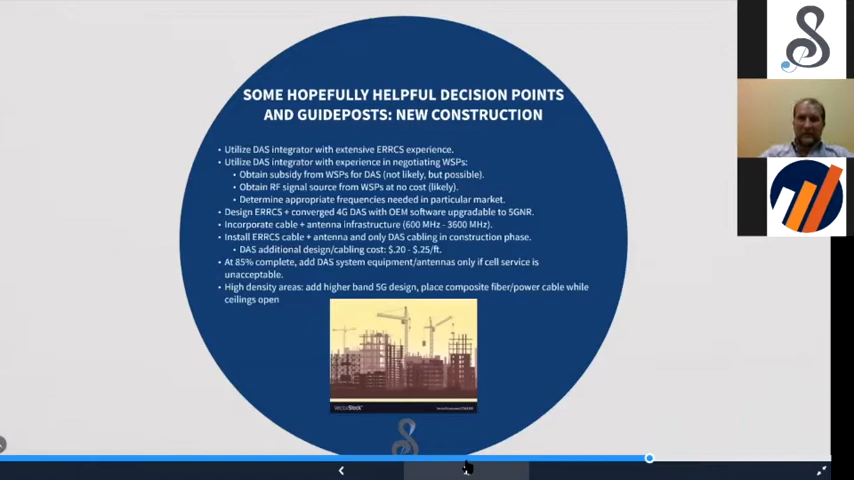 SOME HOPEFULLY HELPFUL DECISION POINTS
AND GUIDEPOSTS: NEW CONSTRUCTION
• Utilize DAS integrator with extensive ERRCS experience.
• Utilize DAS integrator with experience in negotiating WSPs:
• Obtain subsidy from WSPs for DAS (not likely, but possible).
• Obtain RF signal source from WSPs at no cost (likely).
• Determine appropriate frequencies needed in particular market.
• Design ERRCS + converged 4G DAS with OEM software upgradable to 5GNR.
• Incorporate cable + antenna infrastructure (600 MHz - 3600 MHz).
• Install ERRCS cable + antenna and only DAS cabling in construction phase.
• DAS additional design/cabling cost: $.20 - $.25/ft.
• At 85% complete, add DAS system equipment/antennas only if cell service is
unacceptable.
• High density areas: add higher band 5G design, place composite fiber/power cable while
ceilings open
VectorStock